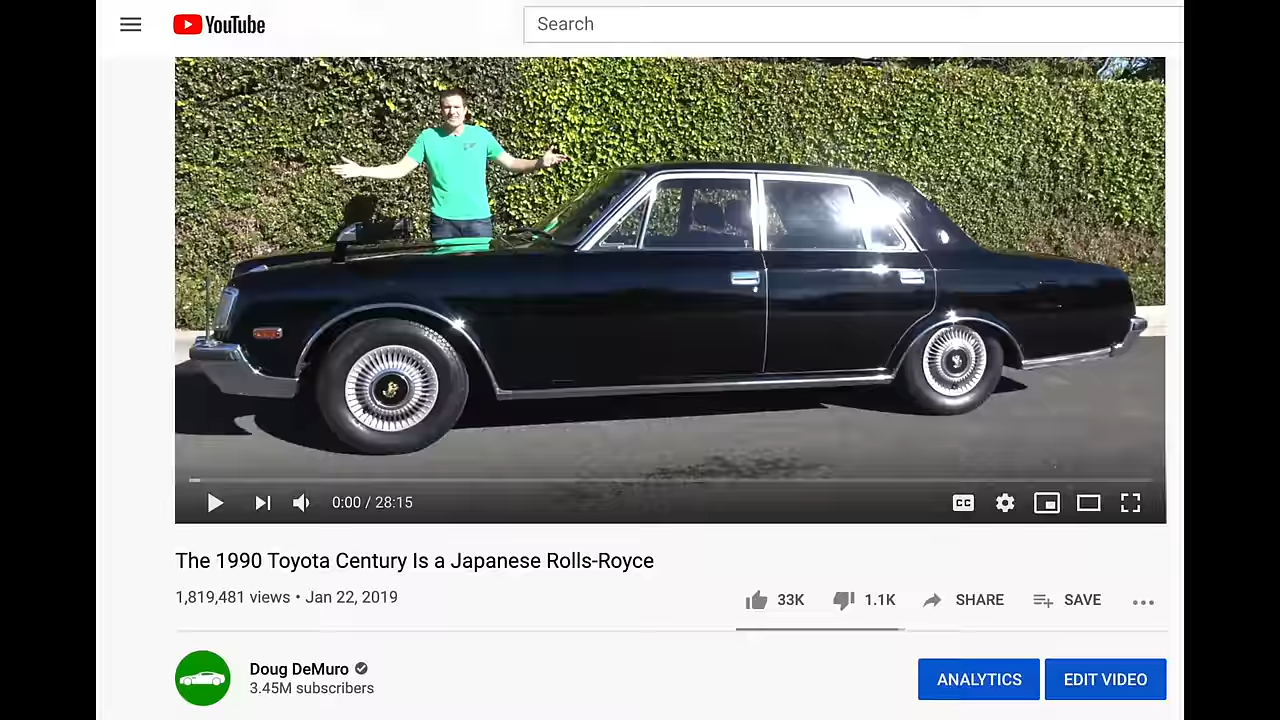 YouTube
Search
0:00 / 28:15
CC
The 1990 Toyota Century Is a Japanese Rolls-Royce
1,819,481 views • Jan 22, 2019
33K 1.1K SHARE SAVE
Doug DeMuro
3.45M subscribers
ANALYTICS EDIT VIDEO